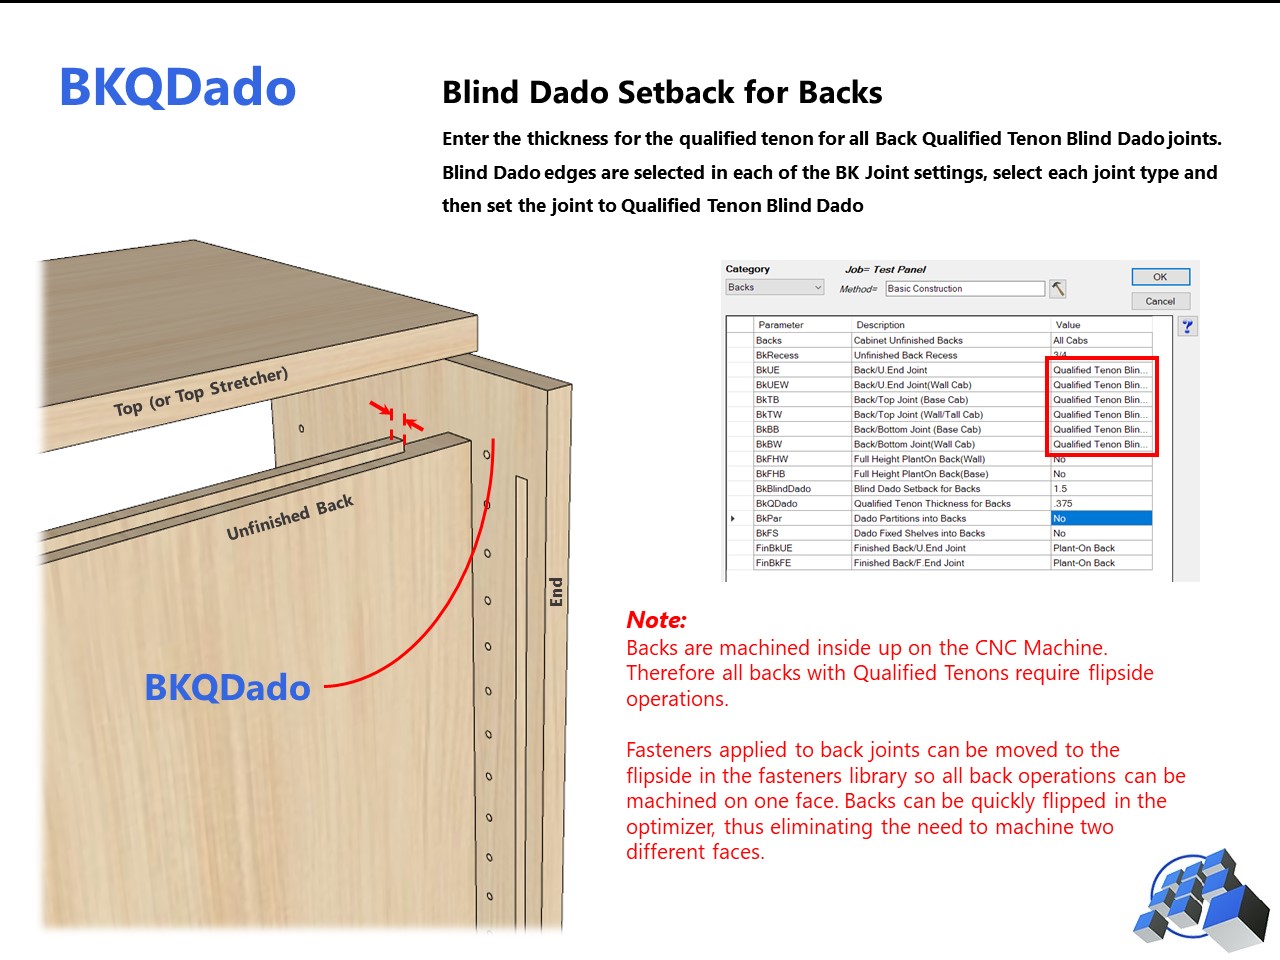 BKQDado
Blind Dado Setback for Backs
Enter the thickness for the qualified tenon for all Back Qualified Tenon Blind Dado joints.
Blind Dado edges are selected in each of the BK Joint settings, select each joint type and
then set the joint to Qualified Tenon Blind Dado
Top (or Top Stretcher)
Unfinished Back
End
BKQDado
Category
Job= Test Panel
OK
Backs
Method= Basic Construction
Cancel
Parameter Description Value
?
Backs Cabinet Unfinished Backs All Cabs
BkRecess Unfinished Back Recess 3/4
BkUE Back/U.End Joint Qualified Tenon Blin...
BkUEW Back/U.End Joint(Wall Cab) Qualified Tenon Blin...
BkTB Back/Top Joint (Base Cab) Qualified Tenon Blin...
BkTW Back/Top Joint (Wall/Tall Cab) Qualified Tenon Blin...
BkBB Back/Bottom Joint (Base Cab) Qualified Tenon Blin...
BkBW Back/Bottom Joint(Wall Cab) Qualified Tenon Blin...
BkFHW Full Height PlantOn Back(Wall) No
BkFHB Full Height PlantOn Back(Base) No
BkBlindDado Blind Dado Setback for Backs 1.5
BkQDado Qualified Tenon Thickness for Backs .375
BkPar Dado Partitions into Backs No
BkFS Dado Fixed Shelves into Backs No
FinBkUE Finished Back/U.End Joint Plant-On Back
FinBkFE Finished Back/F.End Joint Plant-On Back
Note:
Backs are machined inside up on the CNC Machine.
Therefore all backs with Qualified Tenons require flipside
operations.
Fasteners applied to back joints can be moved to the
flipside in the fasteners library so all back operations can be
machined on one face. Backs can be quickly flipped in the
optimizer, thus eliminating the need to machine two
different faces.